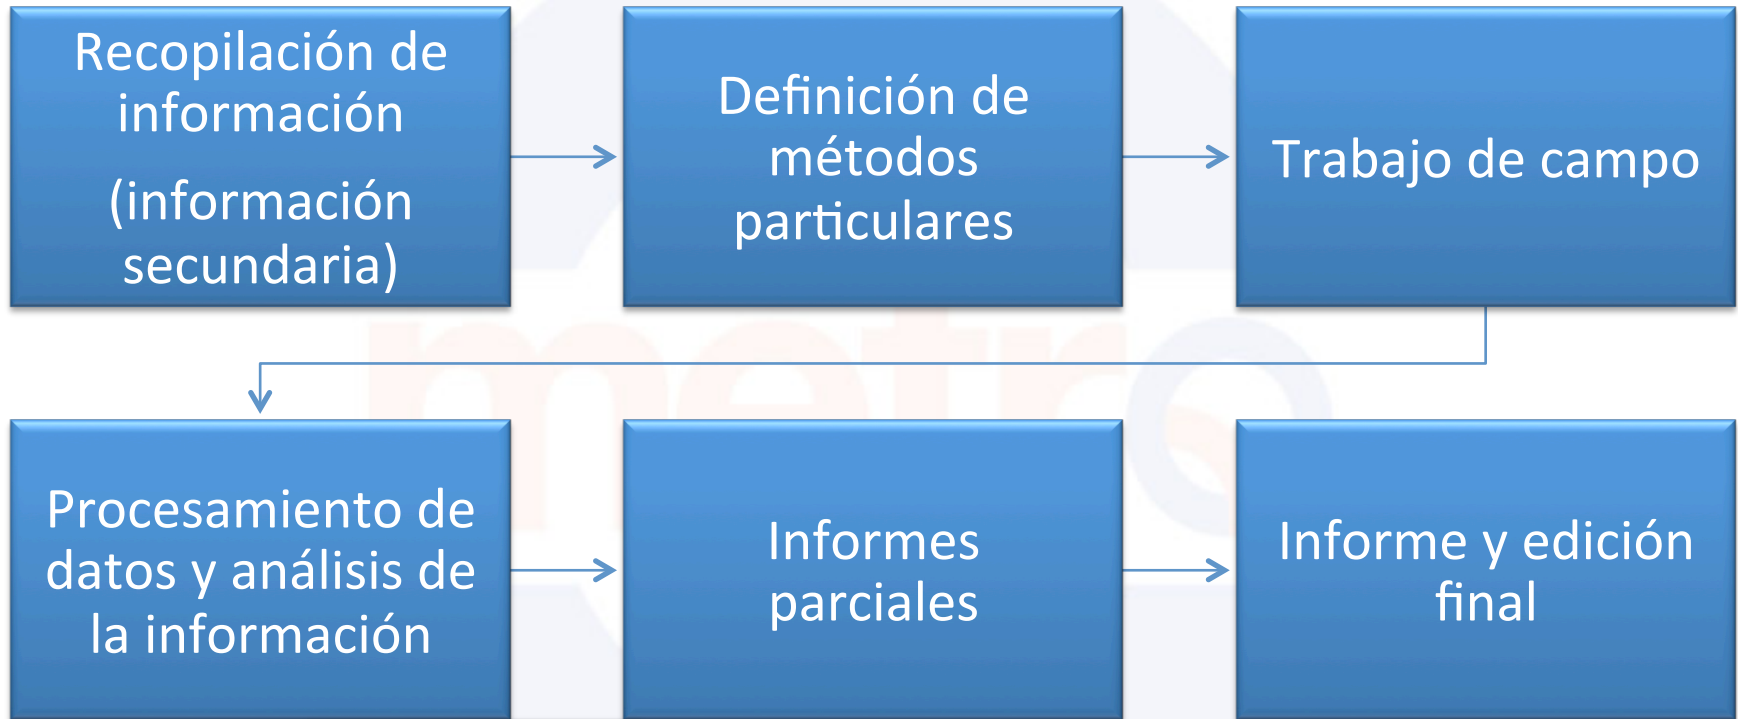 Recopilación de
información
(información
secundaria)
Definición de
métodos
particulares
Trabajo de campo
Procesamiento de
datos y análisis de
la información
Informes
parciales
Informe y edición
final
metro